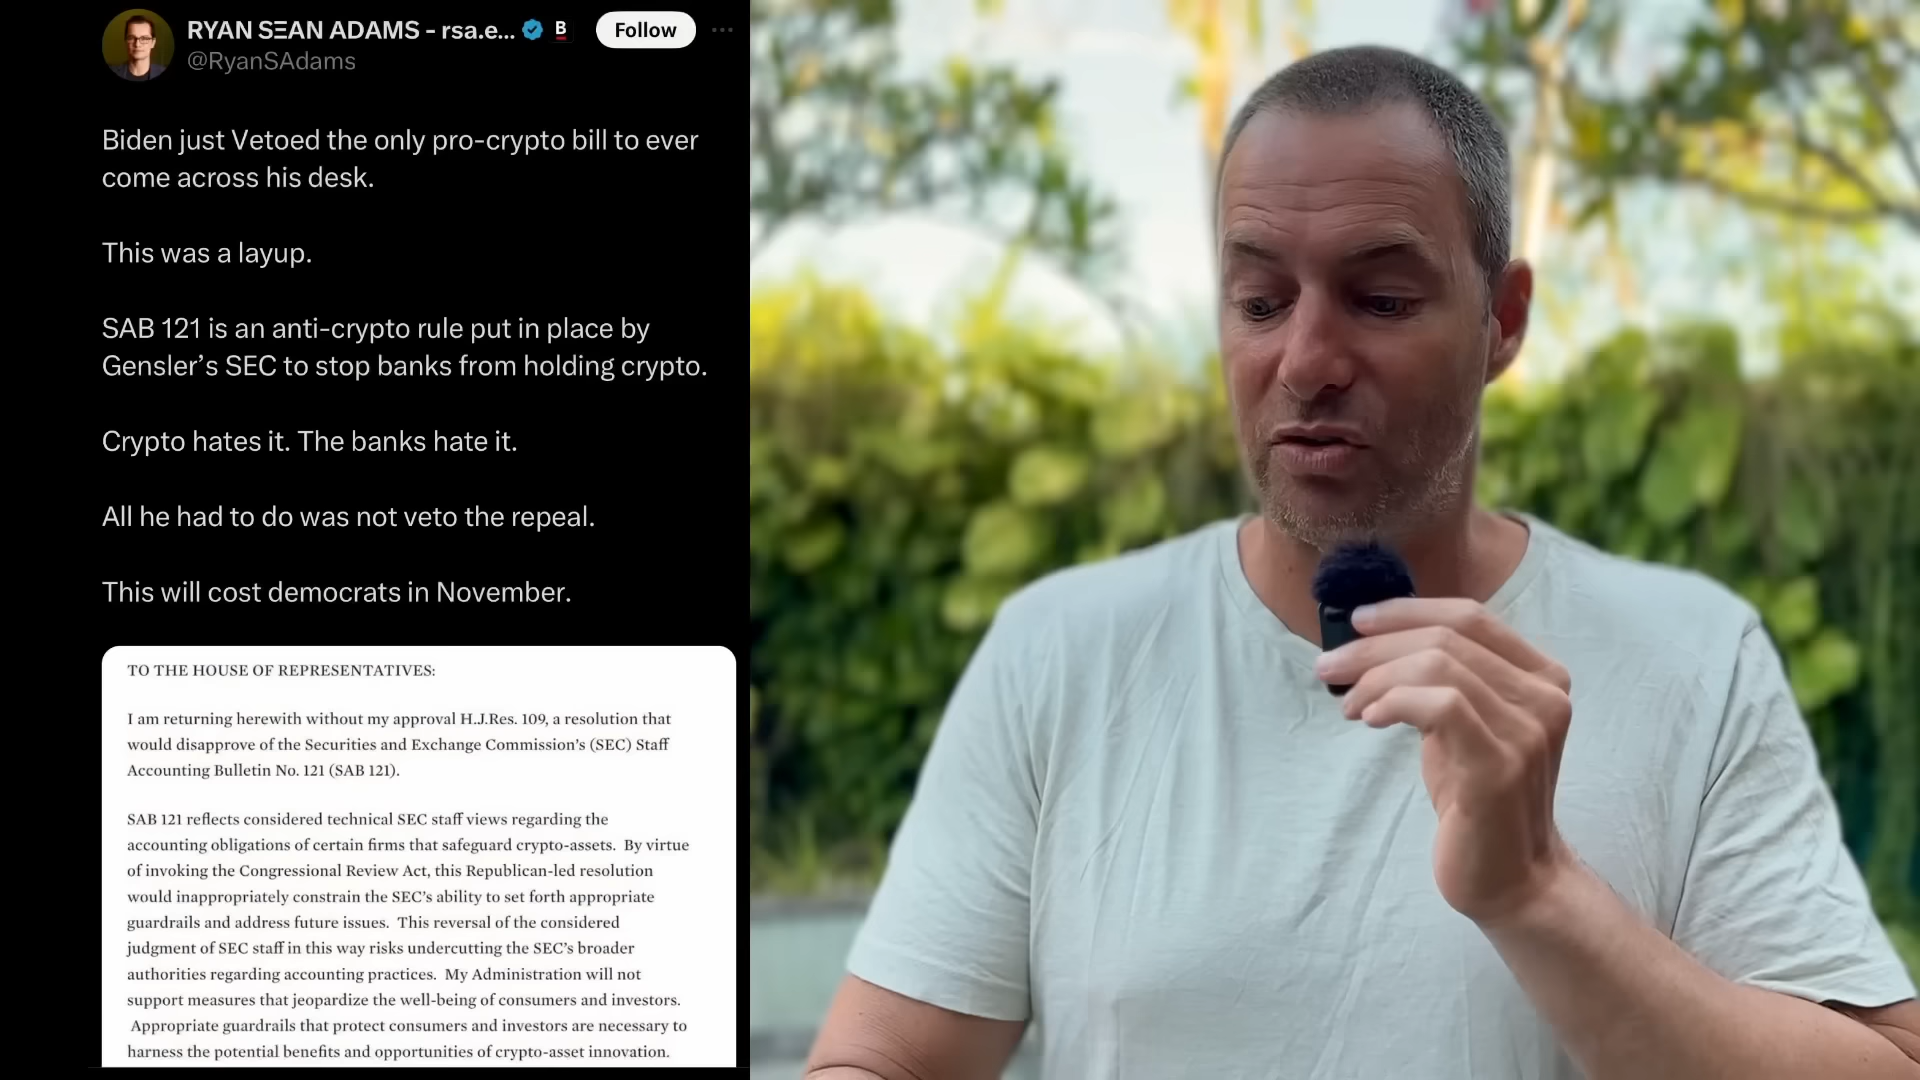 RYAN SΞAN ADAMS - rsa.e... B
Follow
@RyanSAdams
Biden just Vetoed the only pro-crypto bill to ever
come across his desk.
This was a layup.
SAB 121 is an anti-crypto rule put in place by
Gensler’s SEC to stop banks from holding crypto.
Crypto hates it. The banks hate it.
All he had to do was not veto the repeal.
This will cost democrats in November.
TO THE HOUSE OF REPRESENTATIVES:
I am returning herewith without my approval H.J.Res. 109, a resolution that
would disapprove of the Securities and Exchange Commission’s (SEC) Staff
Accounting Bulletin No. 121 (SAB 121).
SAB 121 reflects considered technical SEC staff views regarding the
accounting obligations of certain firms that safeguard crypto-assets.  By virtue
of invoking the Congressional Review Act, this Republican-led resolution
would inappropriately constrain the SEC’s ability to set forth appropriate
guardrails and address future issues.  This reversal of the considered
judgment of SEC staff in this way risks undercutting the SEC’s broader
authorities regarding accounting practices.  My Administration will not
support measures that jeopardize the well-being of consumers and investors.
Appropriate guardrails that protect consumers and investors are necessary to
harness the potential benefits and opportunities of crypto-asset innovation.